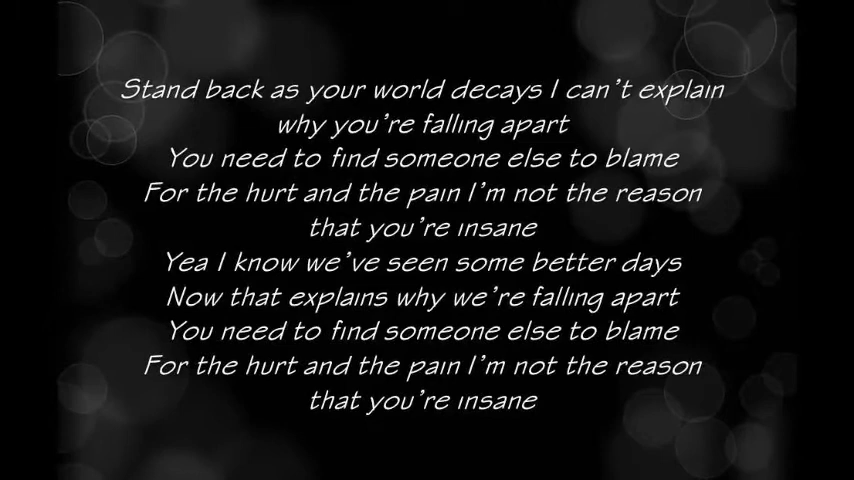 Stand back as your world decays I can't explain
why you're falling apart
You need to find someone else to blame
For the hurt and the pain I'm not the reason
that you're insane
Yea I know we've seen some better days
Now that explains why we're falling apart
You need to find someone else to blame
For the hurt and the pain I'm not the reason
that you're insane